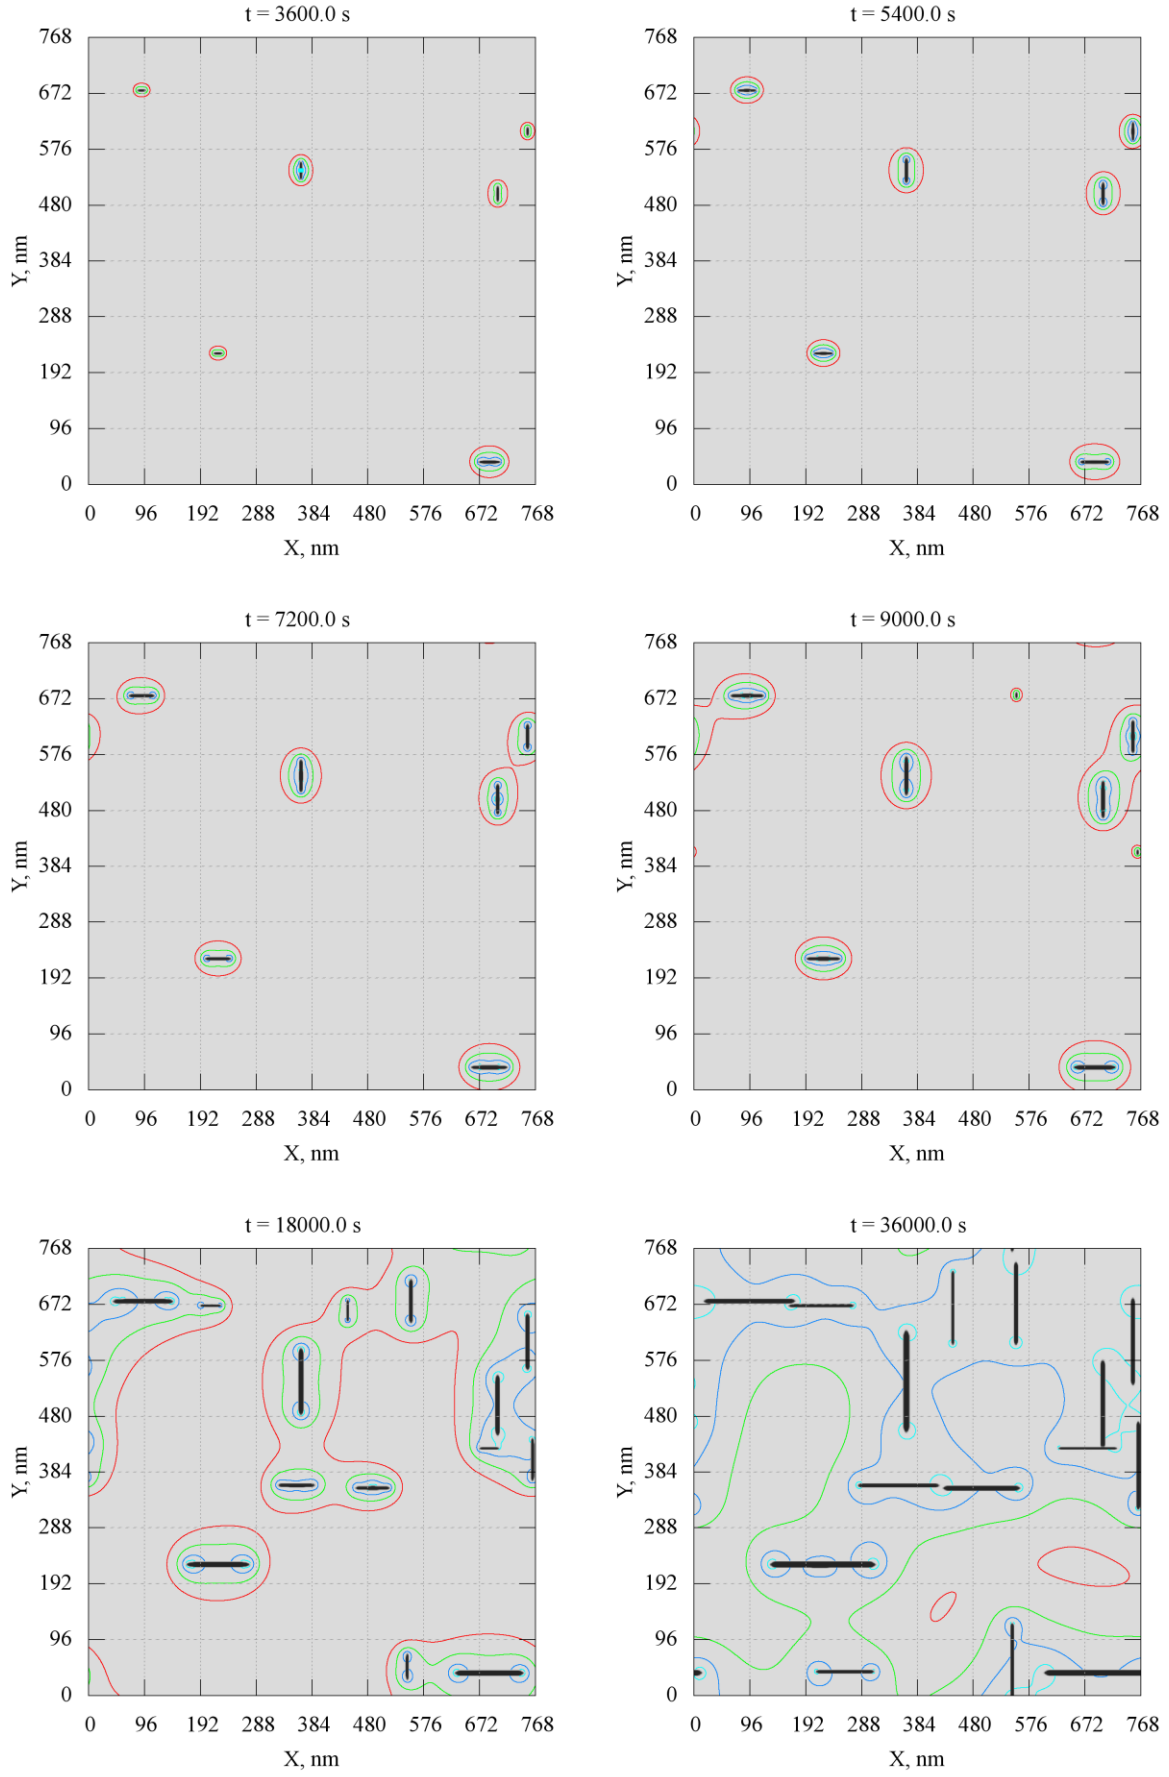 t = 3600.0 s
768
672
576
480
384
288
192
96
0
Y, nm
0 96 192 288 384 480 576 672 768
X, nm
t = 5400.0 s
768
672
576
480
384
288
192
96
0
Y, nm
0 96 192 288 384 480 576 672 768
X, nm
t = 7200.0 s
768
672
576
480
384
288
192
96
0
Y, nm
0 96 192 288 384 480 576 672 768
X, nm
t = 9000.0 s
768
672
576
480
384
288
192
96
0
Y, nm
0 96 192 288 384 480 576 672 768
X, nm
t = 18000.0 s
768
672
576
480
384
288
192
96
0
Y, nm
0 96 192 288 384 480 576 672 768
X, nm
t = 36000.0 s
768
672
576
480
384
288
192
96
0
Y, nm
0 96 192 288 384 480 576 672 768
X, nm